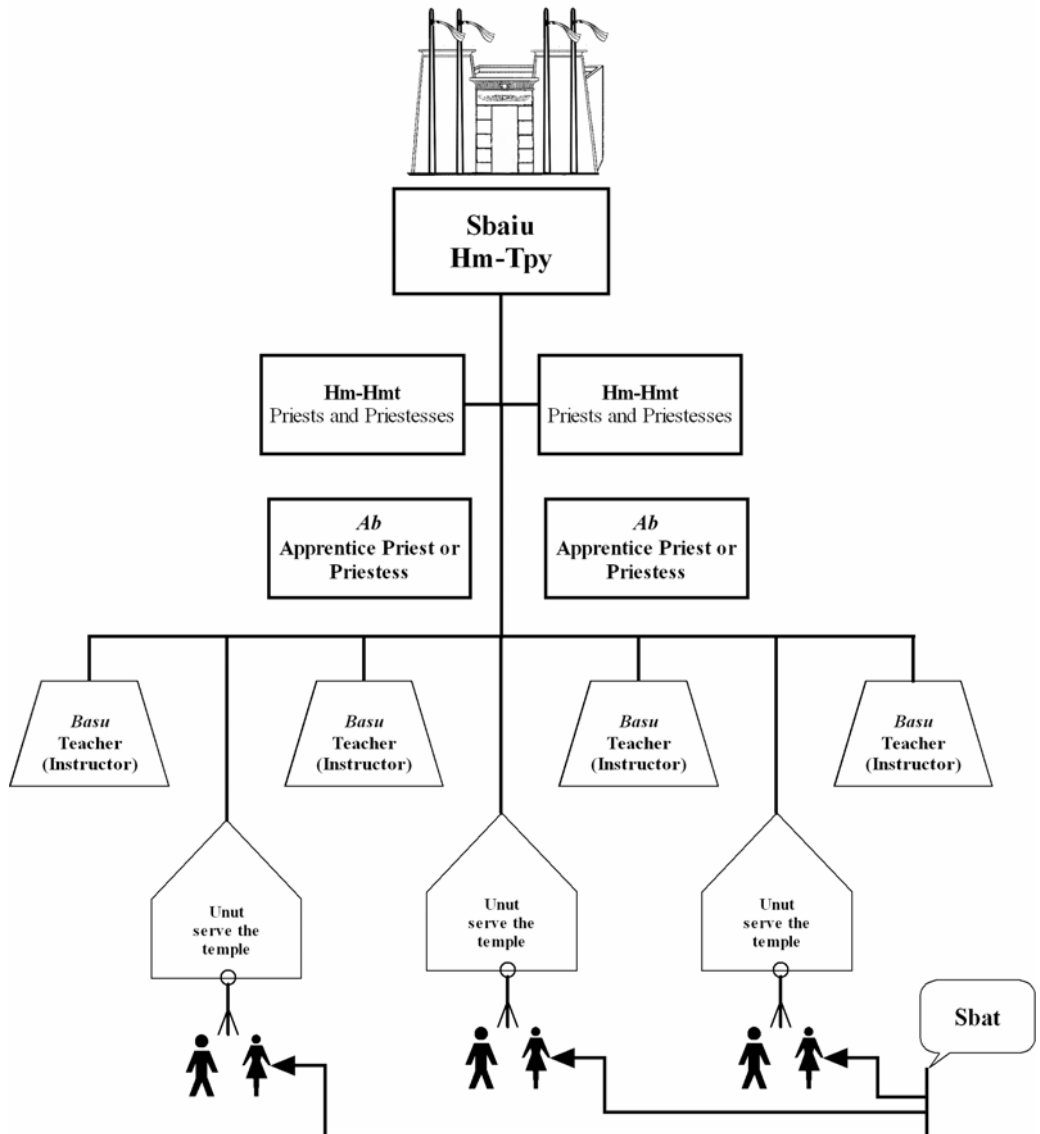 Sbaiu
Hm-Tpy
Hm-Hmt
Priests and Priestesses
Hm-Hmt
Priests and Priestesses
Ab
Apprentice Priest or
Priestess
Ab
Apprentice Priest or
Priestess
Basu
Teacher
(Instructor)
Basu
Teacher
(Instructor)
Basu
Teacher
(Instructor)
Basu
Teacher
(Instructor)
Unut
serve the
temple
Unut
serve the
temple
Unut
serve the
temple
Sbat